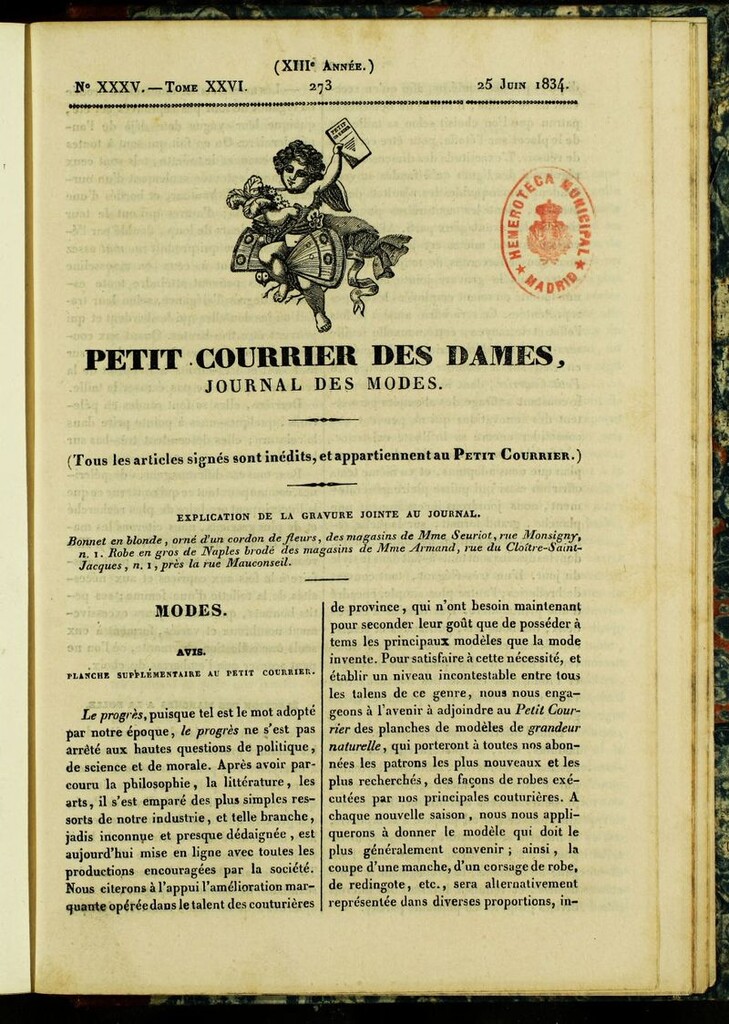 (XIIIe Année.)
No XXXV.—Tome XXVI. 273 25 Juin 1834.
PETIT
HEMEROTECA MUNICIPAL
★ MADRID ★
PETIT COURRIER DES DAMES,
JOURNAL DES MODES.
(Tous les articles signés sont inédits, et appartiennent au Petit Courrier.)
EXPLICATION DE LA GRAVURE JOINTE AU JOURNAL.
Bonnet en blonde, orné d'un cordon de fleurs, des magasins de Mme Seuriot, rue Monsigny,
n. 1. Robe en gros de Naples brodé des magasins de Mme Armand, rue du Cloître-Saint-
Jacques, n. 1, près la rue Mauconseil.
MODES.
AVIS.
PLANCHE SUPPLÉMENTAIRE AU PETIT COURRIER.
Le progrès, puisque tel est le mot adopté
par notre époque, le progrès ne s'est pas
arrêté aux hautes questions de politique,
de science et de morale. Après avoir par-
couru la philosophie, la littérature, les
arts, il s'est emparé des plus simples res-
sorts de notre industrie, et telle branche,
jadis inconnue et presque dédaignée, est
aujourd'hui mise en ligne avec toutes les
productions encouragées par la société.
Nous citerons à l'appui l'amélioration mar-
quante opérée dans le talent des couturières
de province, qui n'ont besoin maintenant
pour seconder leur goût que de posséder à
tems les principaux modèles que la mode
invente. Pour satisfaire à cette nécessité, et
établir un niveau incontestable entre tous
les talens de ce genre, nous nous enga-
geons à l'avenir à adjoindre au Petit Cour-
rier des planches de modèles de grandeur
naturelle, qui porteront à toutes nos abon-
nées les patrons les plus nouveaux et les
plus recherchés, des façons de robes exé-
cutées par nos principales couturières. A
chaque nouvelle saison, nous nous appli-
querons à donner le modèle qui doit le
plus généralement convenir; ainsi, la
coupe d'une manche, d'un corsage de robe,
de redingote, etc., sera alternativement
représentée dans diverses proportions, in-